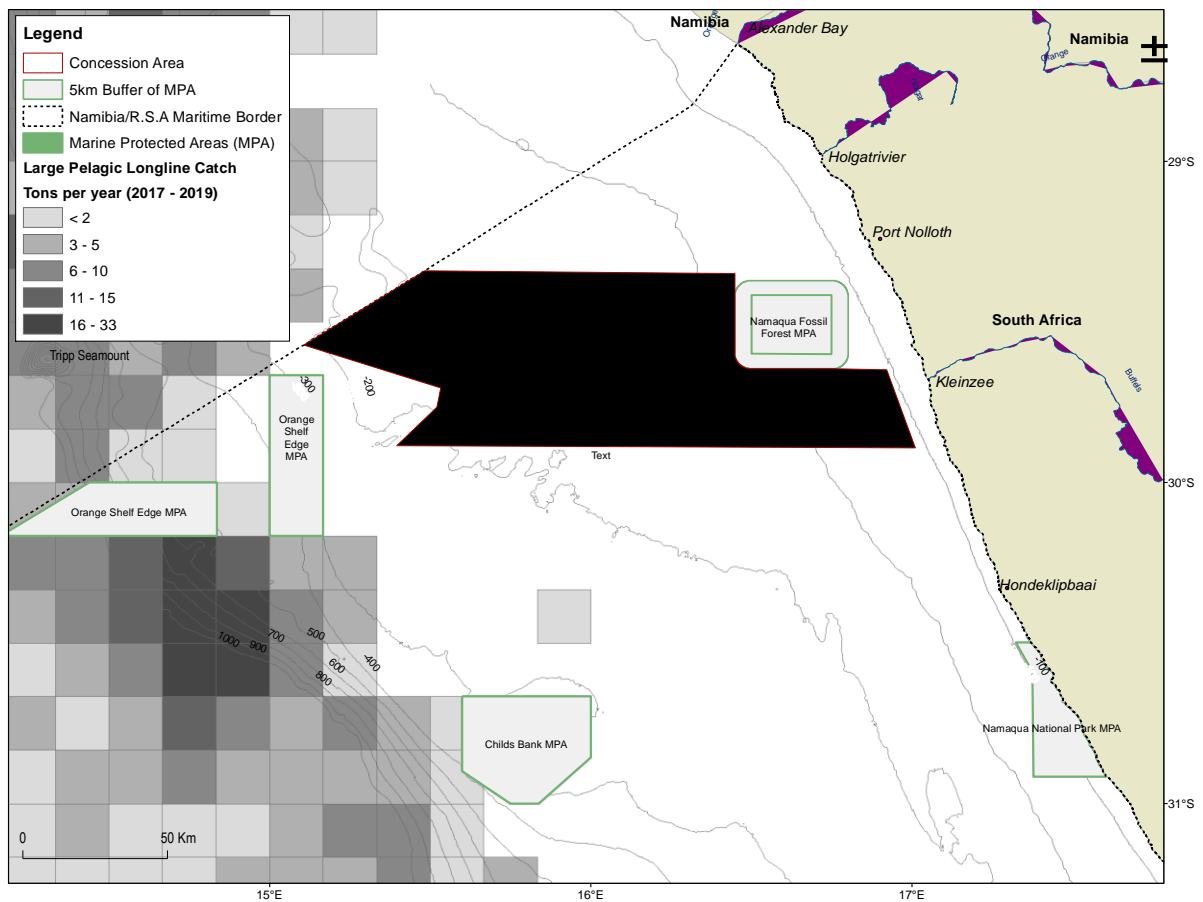 Legend
Concession Area
5km Buffer of MPA
Namibia/R.S.A Maritime Border
Marine Protected Areas (MPA)
Large Pelagic Longline Catch
Tons per year (2017 - 2019)
< 2
3 - 5
6 - 10
11 - 15
16 - 33
Namibia
Alexander Bay
Namibia
Orange
Holgatrivier
29°S
Port Nolloth
South Africa
Namaqua Fossil
Forest MPA
Tripp Seamount
Kleinzee
Buffels
-300
-200
Orange
Shelf
Edge
MPA
Text
30°S
Orange Shelf Edge MPA
Hondeklipbaai
500
700
900
1000
-400
600
800
-100
Namaqua National Park MPA
Childs Bank MPA
31°S
0
50 Km
15°E
16°E
17°E